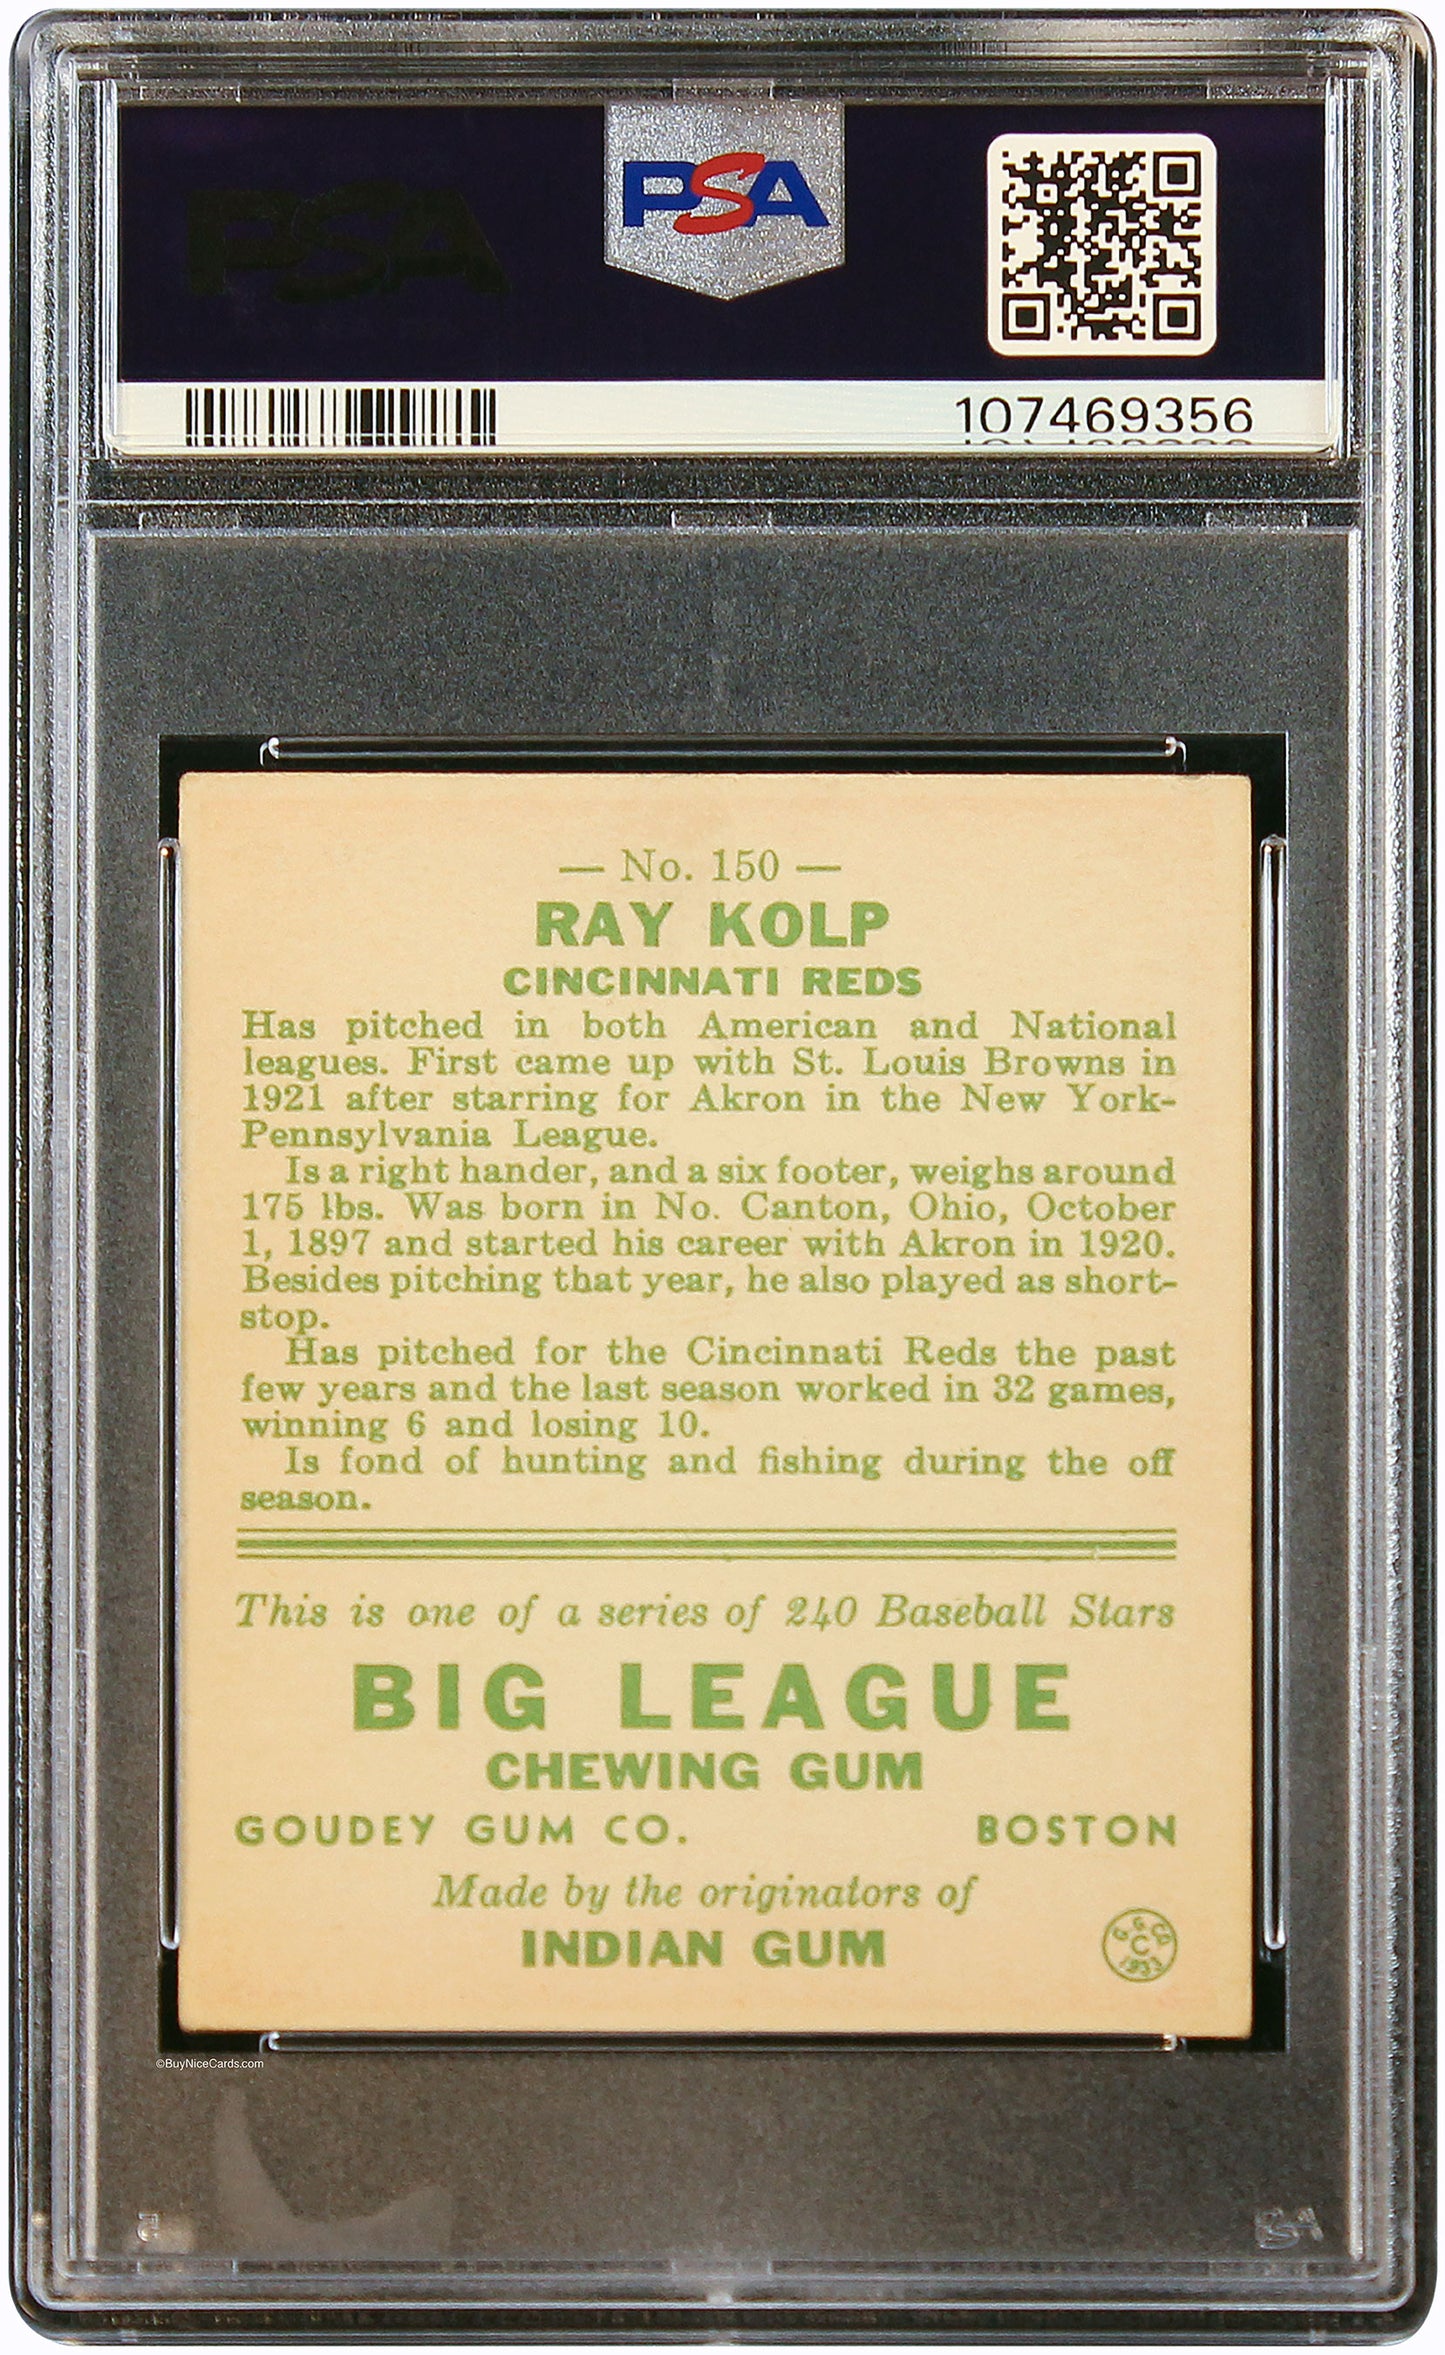 PSA
PSA
107469356
— No. 150 —
RAY KOLP
CINCINNATI REDS
Has pitched in both American and National
leagues. First came up with St. Louis Browns in
1921 after starring for Akron in the New York-
Pennsylvania League.
Is a right hander, and a six footer, weighs around
175 lbs. Was born in No. Canton, Ohio, October
1, 1897 and started his career with Akron in 1920.
Besides pitching that year, he also played as short-
stop.
Has pitched for the Cincinnati Reds the past
few years and the last season worked in 32 games,
winning 6 and losing 10.
Is fond of hunting and fishing during the off
season.
This is one of a series of 240 Baseball Stars
BIG LEAGUE
CHEWING GUM
GOUDEY GUM CO. BOSTON
Made by the originators of
INDIAN GUM
G. G. Co.
C
1933
©BuyNiceCards.com
PSA